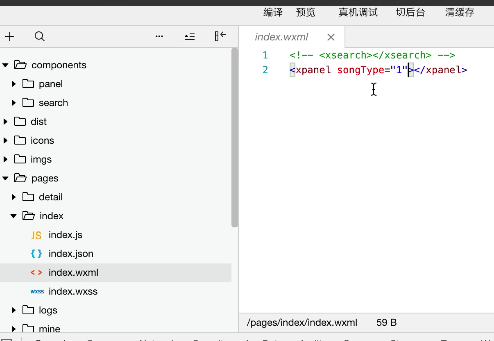 编译 预览 真机调试 切后台 清缓存
index.wxml
components
panel
search
dist
icons
imgs
pages
detail
index
JS index.js
{ } index.json
<> index.wxml
wxss index.wxss
logs
mine
1 <!-- <xsearch></xsearch> -->
2 <xpanel songType="1"></xpanel>
/pages/index/index.wxml 59 B